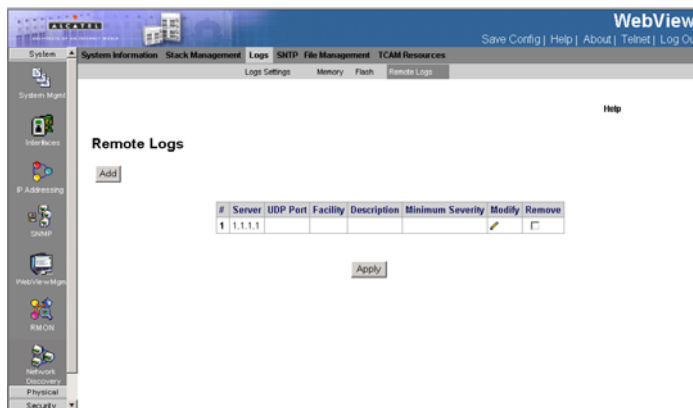 ALCATEL
WebView
Save Config | Help | About | Telnet | Log Ou
System
System Information Stack Management Logs SNTP File Management TCAM Resources
Logs Settings Memory Flash Remote Logs
System Mgmt
Help
Interfaces
Remote Logs
Add
IP Addressing
# Server UDP Port Facility Description Minimum Severity Modify Remove
1 1.1.1.1
SNMP
Apply
WebViewMgmt
RMON
Network
Discovery
Physical
Security